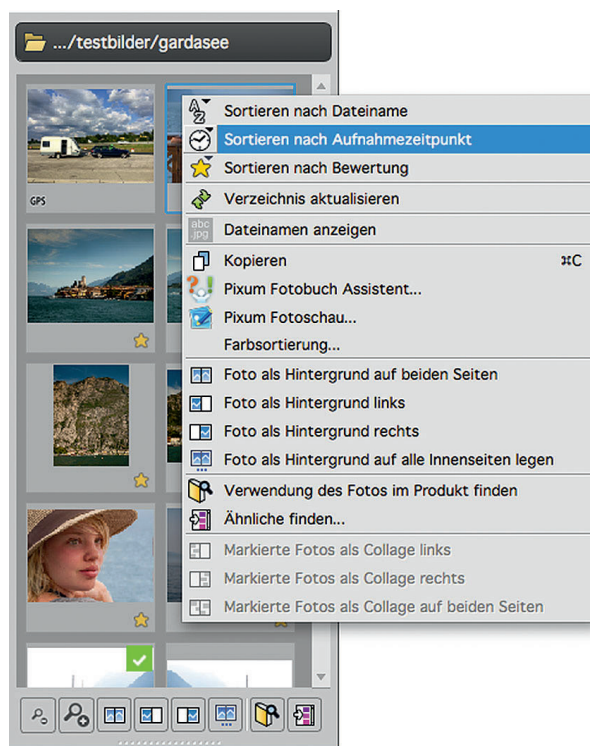 .../testbilder/gardasee
GPS
Sortieren nach Dateiname
Sortieren nach Aufnahmezeitpunkt
Sortieren nach Bewertung
Verzeichnis aktualisieren
abc
.jpg
Dateinamen anzeigen
Kopieren ⌘C
Pixum Fotobuch Assistent...
Pixum Fotoschau...
Farbsortierung...
Foto als Hintergrund auf beiden Seiten
Foto als Hintergrund links
Foto als Hintergrund rechts
Foto als Hintergrund auf alle Innenseiten legen
Verwendung des Fotos im Produkt finden
Ähnliche finden...
Markierte Fotos als Collage links
Markierte Fotos als Collage rechts
Markierte Fotos als Collage auf beiden Seiten